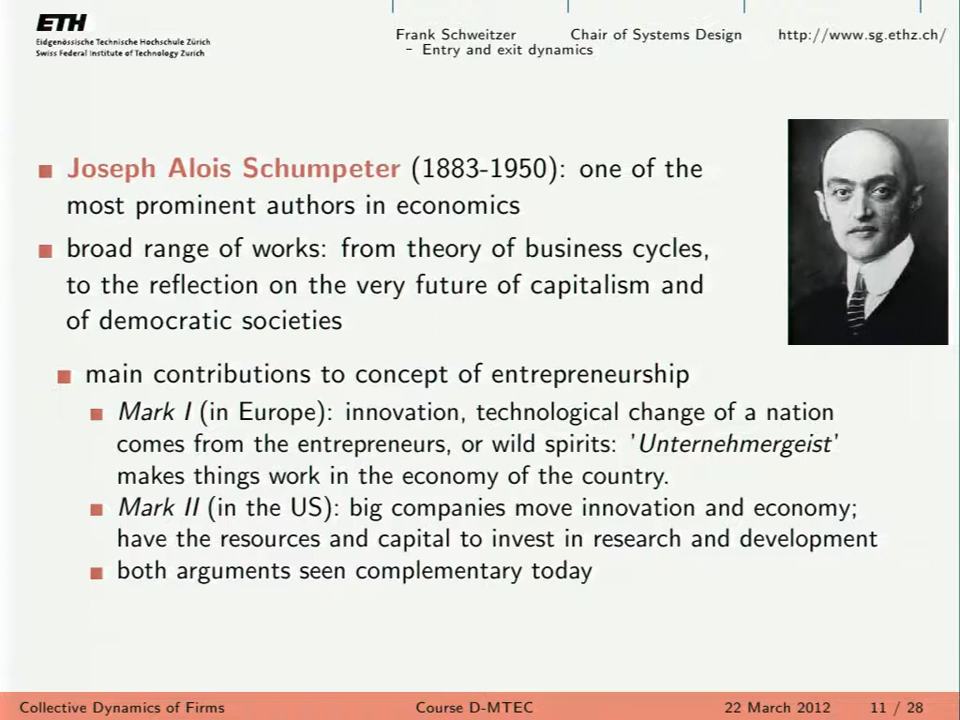 ETH
Eidgenössische Technische Hochschule Zürich
Swiss Federal Institute of Technology Zurich
Frank Schweitzer Chair of Systems Design http://www.sg.ethz.ch/
- Entry and exit dynamics
Joseph Alois Schumpeter (1883-1950): one of the
most prominent authors in economics
broad range of works: from theory of business cycles,
to the reflection on the very future of capitalism and
of democratic societies
main contributions to concept of entrepreneurship
Mark I (in Europe): innovation, technological change of a nation
comes from the entrepreneurs, or wild spirits: 'Unternehmergeist'
makes things work in the economy of the country.
Mark II (in the US): big companies move innovation and economy;
have the resources and capital to invest in research and development
both arguments seen complementary today
Collective Dynamics of Firms Course D-MTEC 22 March 2012 11 / 28